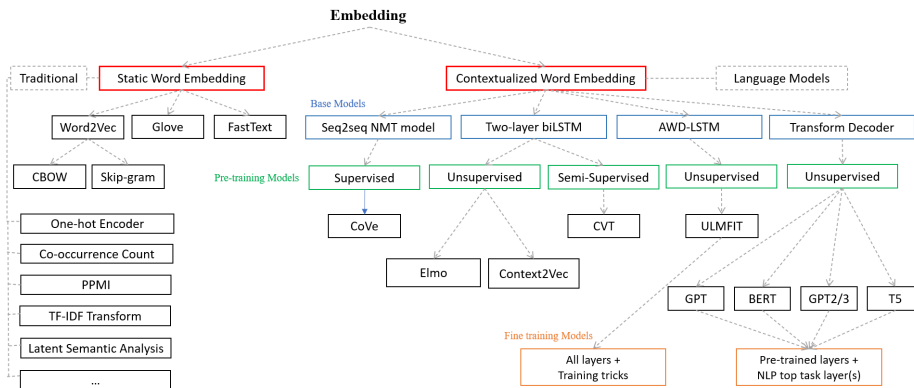 Embedding
Traditional
Static Word Embedding
Contextualized Word Embedding
Language Models
Base Models
Word2Vec
Glove
FastText
Seq2seq NMT model
Two-layer biLSTM
AWD-LSTM
Transform Decoder
CBOW
Skip-gram
Pre-training Models
Supervised
Unsupervised
Semi-Supervised
Unsupervised
Unsupervised
One-hot Encoder
CoVe
CVT
ULMFIT
Co-occurrence Count
Elmo
Context2Vec
PPMI
GPT
BERT
GPT2/3
T5
TF-IDF Transform
Fine training Models
Latent Semantic Analysis
All layers +
Training tricks
Pre-trained layers +
NLP top task layer(s)
...